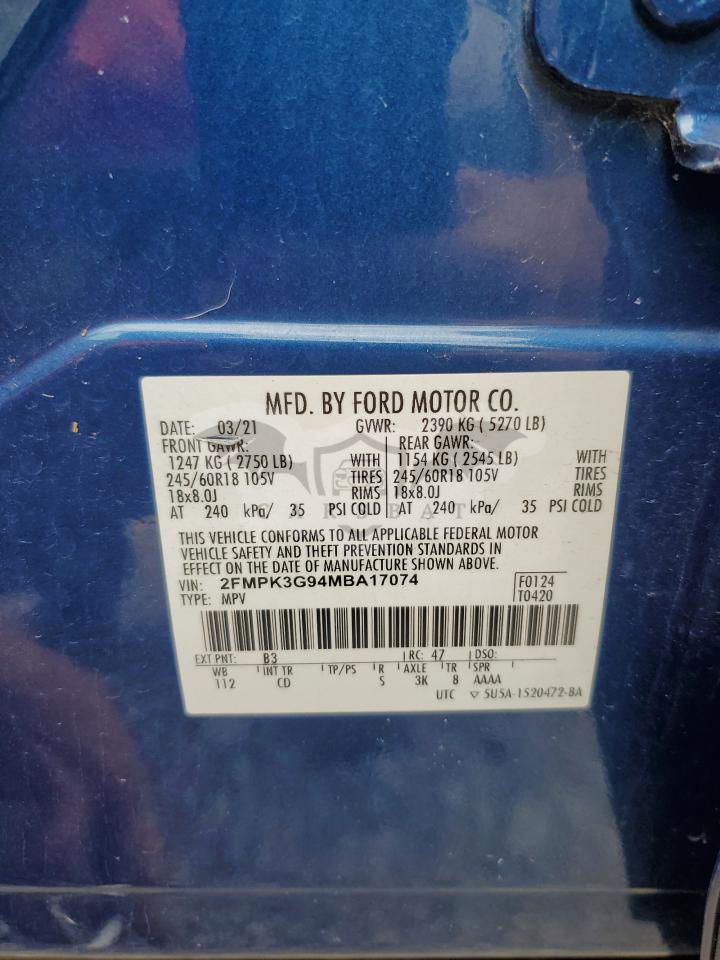 MFD. BY FORD MOTOR CO.
DATE: 03/21 GVWR: 2390 KG ( 5270 LB)
FRONT GAWR: REAR GAWR:
1247 KG ( 2750 LB) WITH 1154 KG ( 2545 LB) WITH
245/60R18 105V TIRES 245/60R18 105V TIRES
18x8.0J RIMS 18x8.0J RIMS
AT 240 kPa/ 35 PSI COLD AT 240 kPa/ 35 PSI COLD
CAROBAT
THIS VEHICLE CONFORMS TO ALL APPLICABLE FEDERAL MOTOR
VEHICLE SAFETY AND THEFT PREVENTION STANDARDS IN
EFFECT ON THE DATE OF MANUFACTURE SHOWN ABOVE.
VIN: 2FMPK3G94MBA17074 F0124
TYPE: MPV T0420
EXT PNT: B3 RC: 47 DSO:
WB INT TR TP/PS R AXLE TR SPR
112 CD S 3K 8 AAAA
UTC ▽ 5U5A-1520472-BA